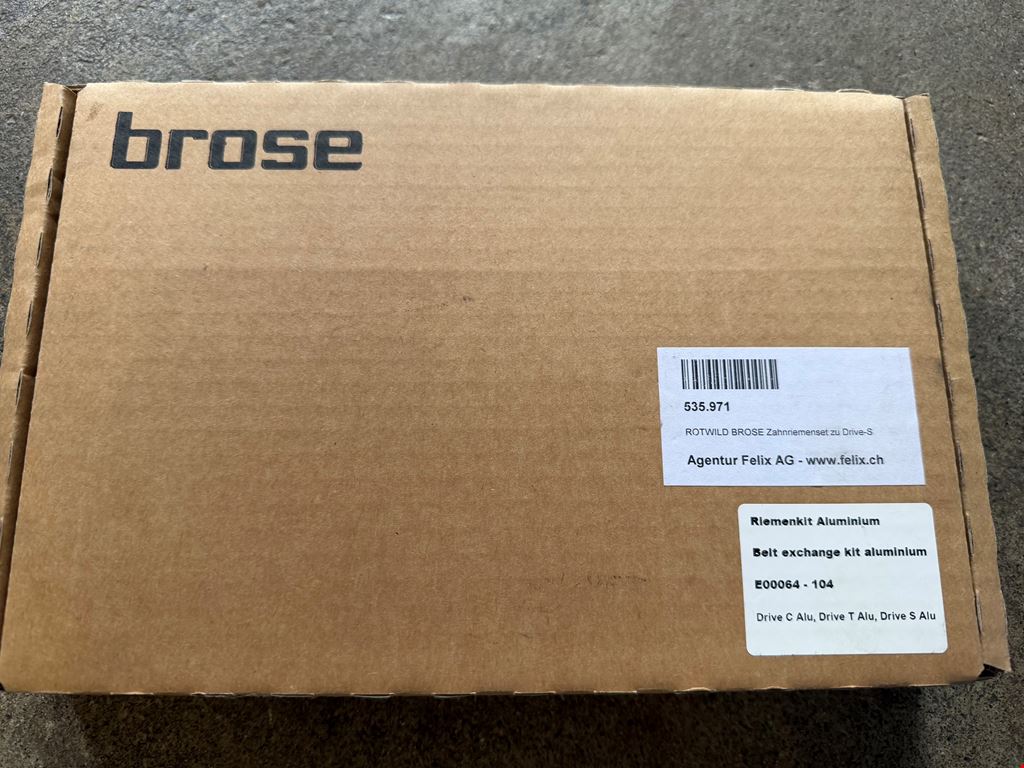 brose
535.971
ROTWILD BROSE Zahnriemenset zu Drive-S
Agentur Felix AG - www.felix.ch
Riemenkit Aluminium
Belt exchange kit aluminium
E00064 - 104
Drive C Alu, Drive T Alu, Drive S Alu